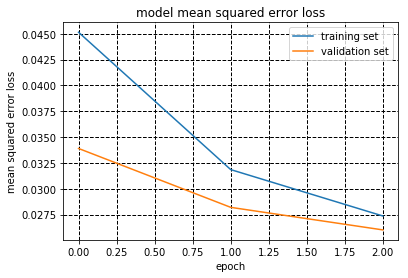 model mean squared error loss
training set
validation set
mean squared error loss
0.0450
0.0425
0.0400
0.0375
0.0350
0.0325
0.0300
0.0275
0.00 0.25 0.50 0.75 1.00 1.25 1.50 1.75 2.00
epoch